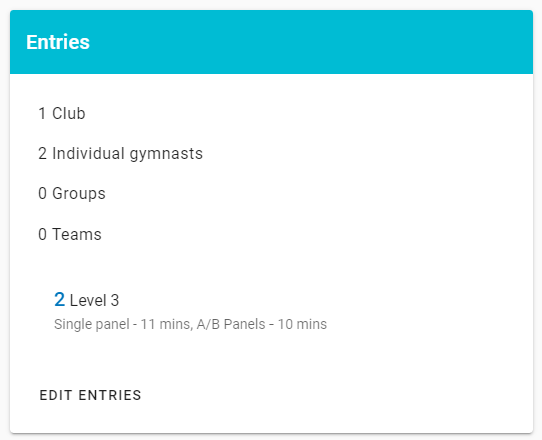 Entries
1 Club
2 Individual gymnasts
0 Groups
0 Teams
2 Level 3
Single panel - 11 mins, A/B Panels - 10 mins
EDIT ENTRIES